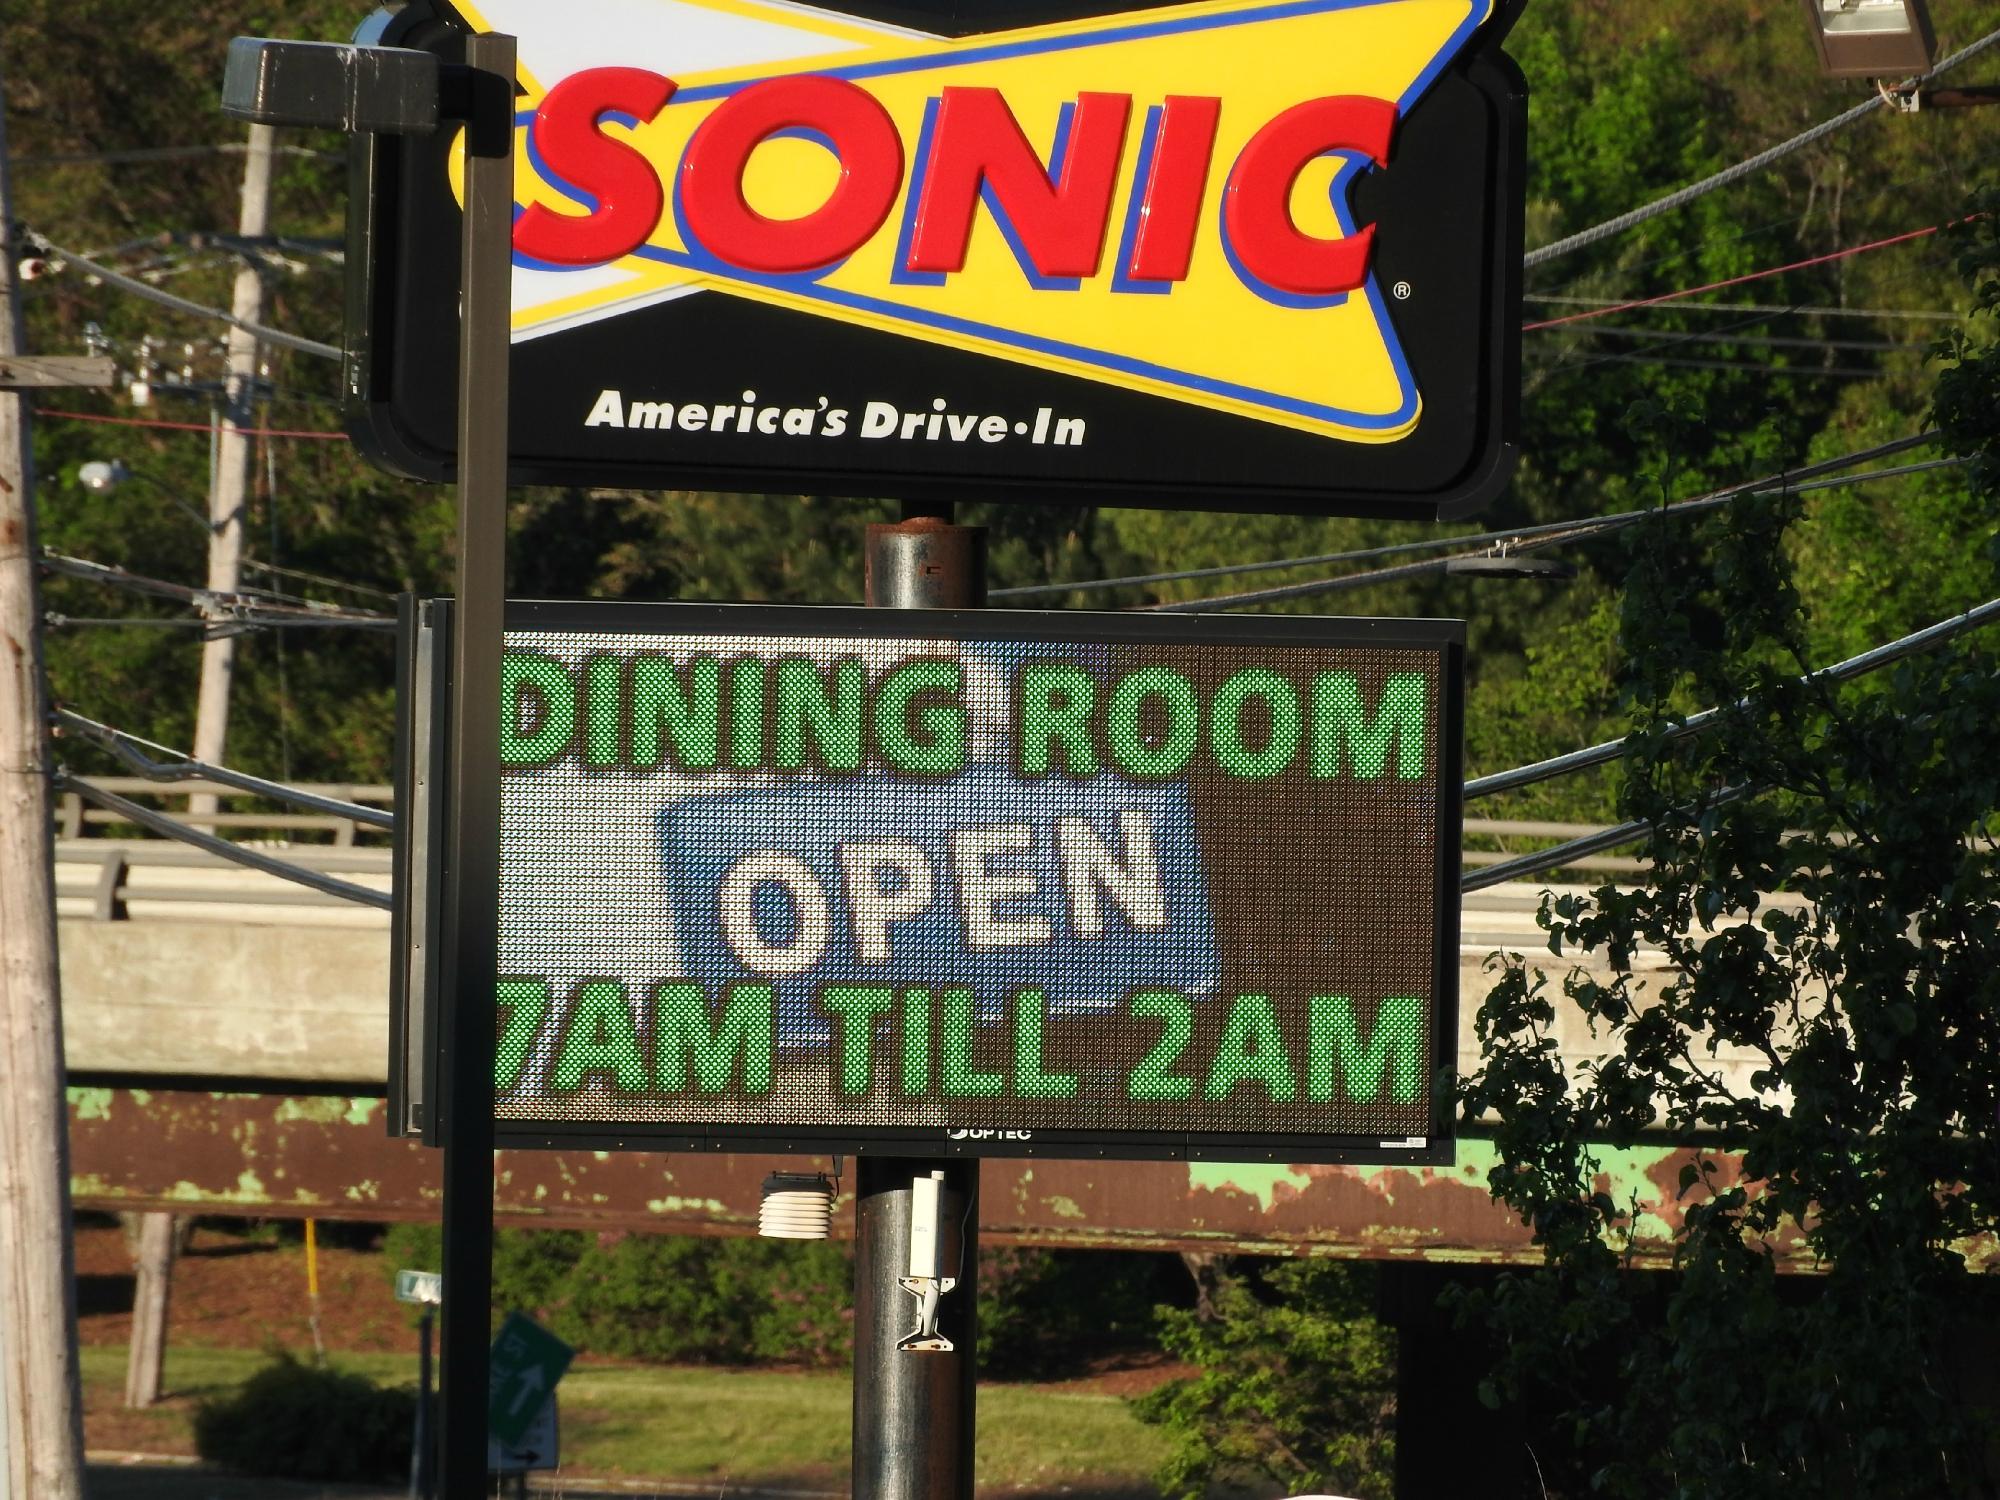 SONIC
®
America's Drive-In
DINING ROOM
OPEN
7AM TILL 2AM
OPTEC